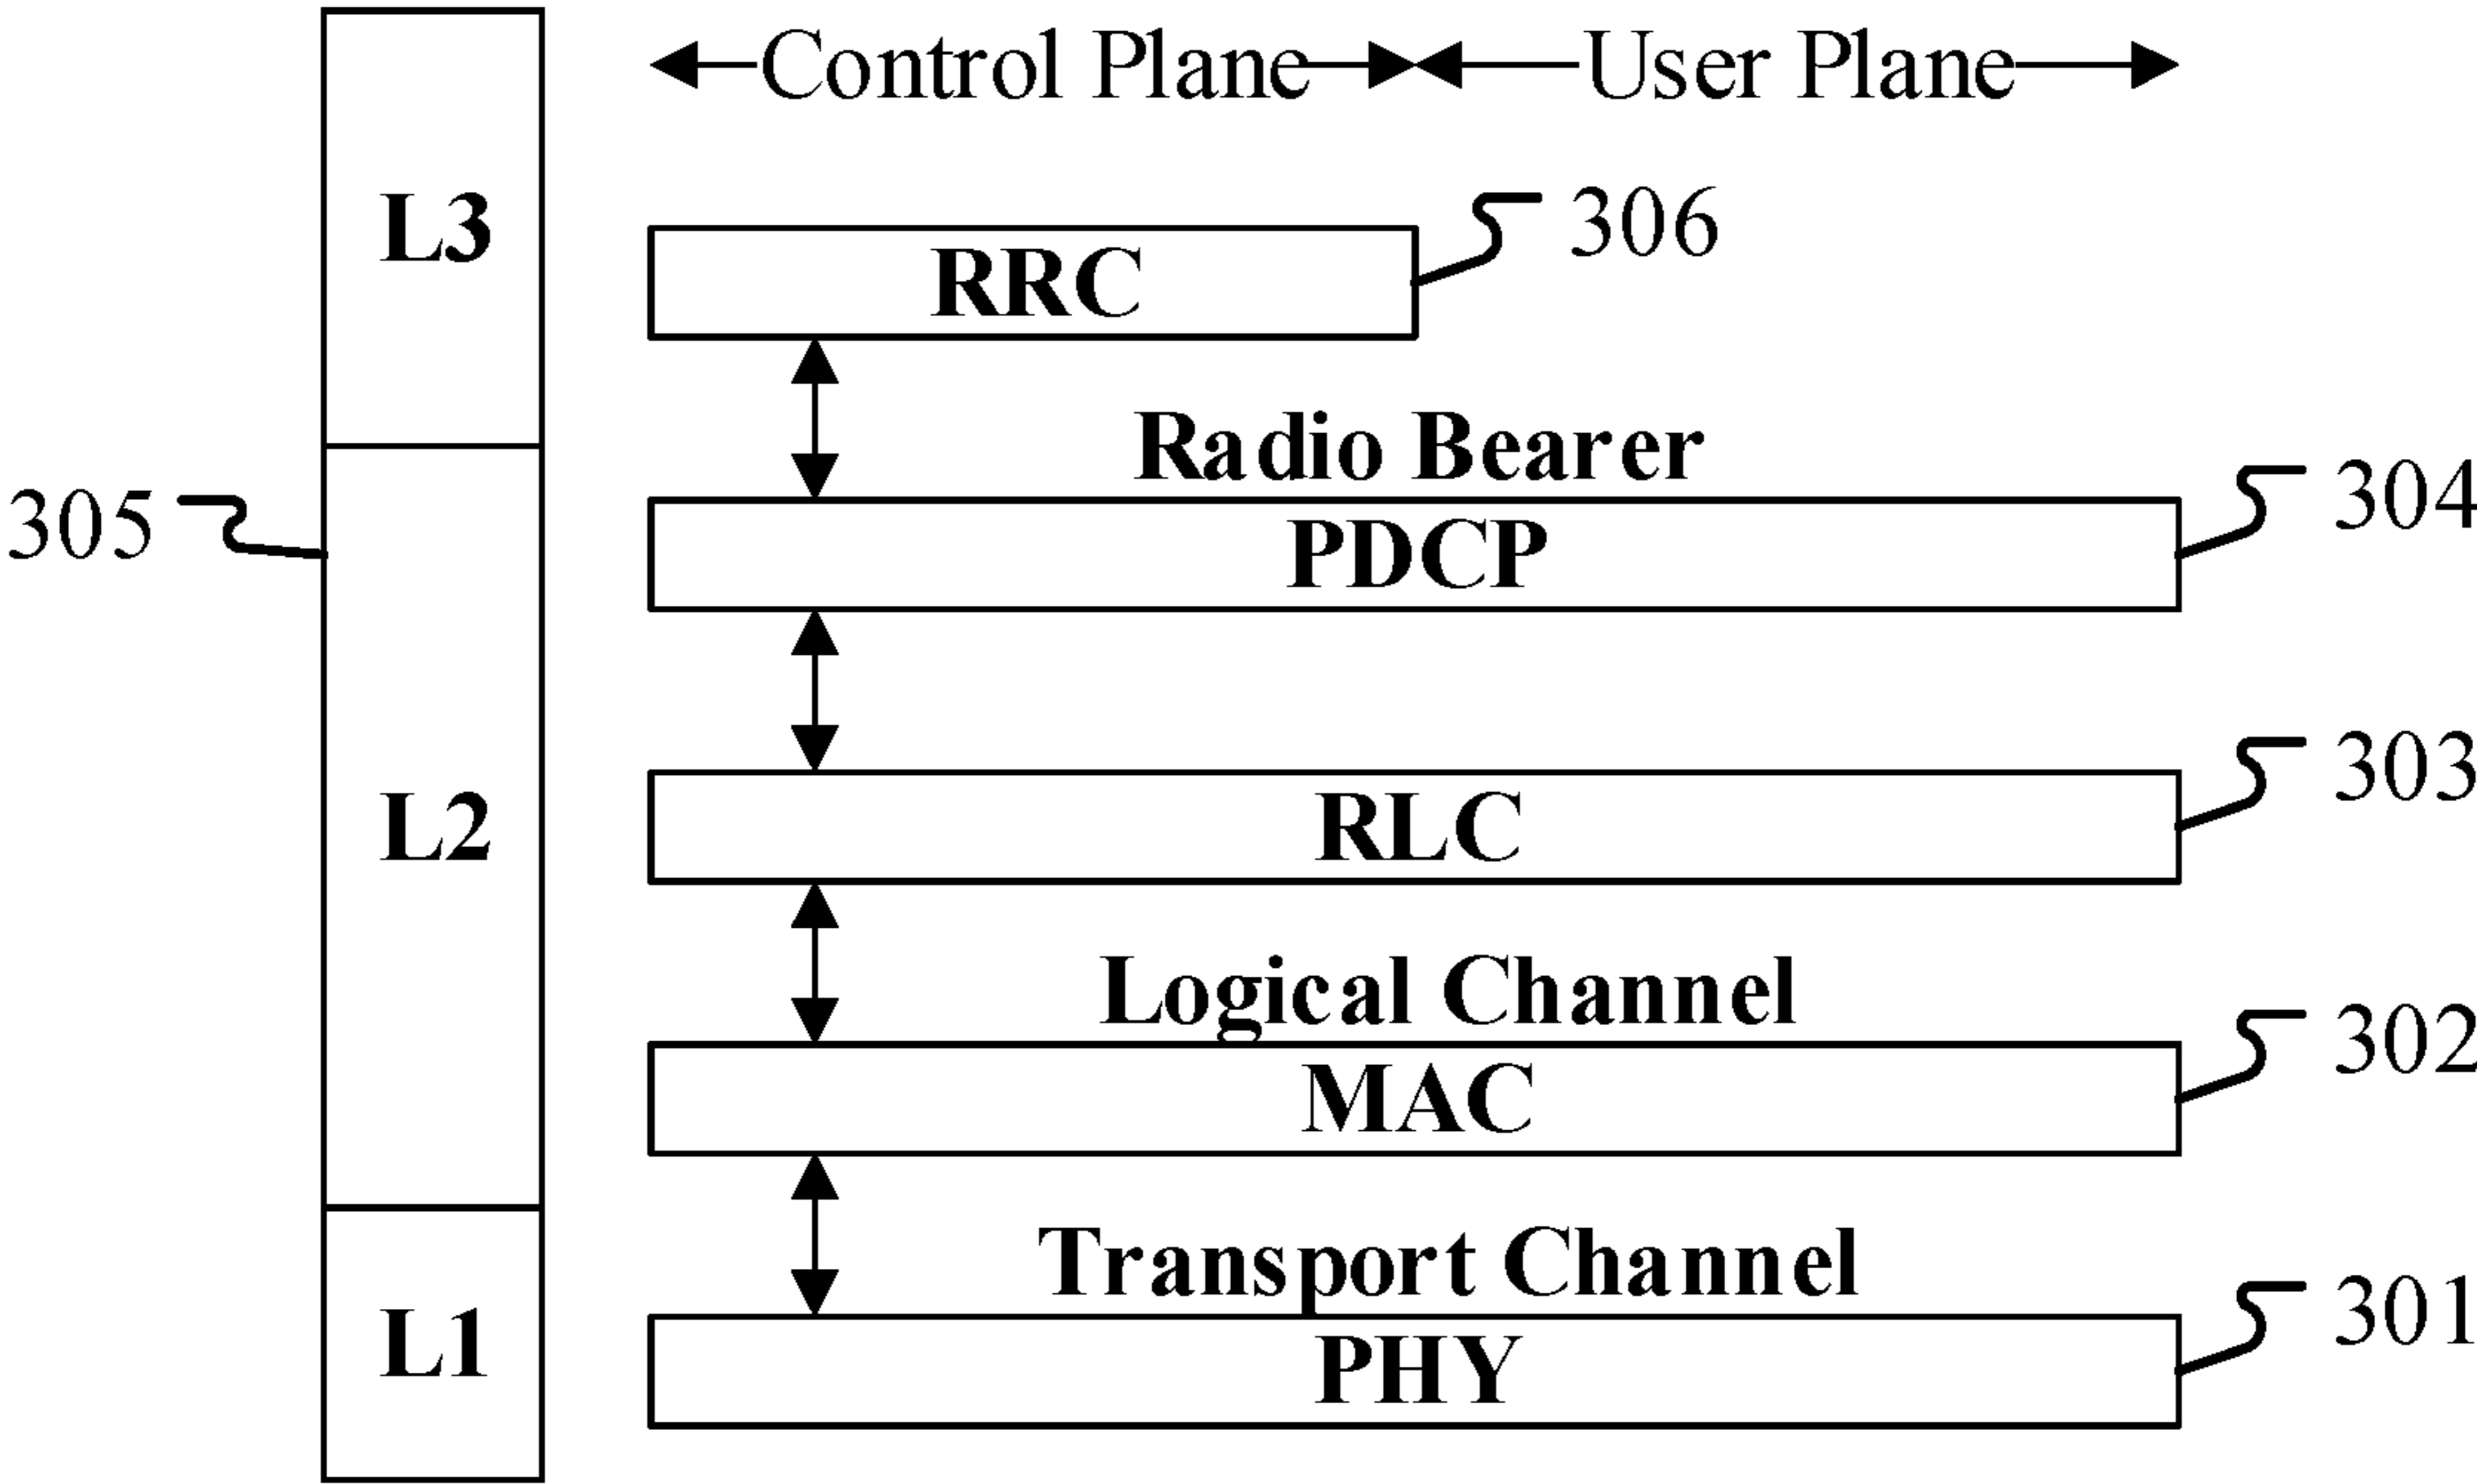 Control Plane User Plane
L3
RRC
306
Radio Bearer
305
PDCP
304
L2
RLC
303
Logical Channel
MAC
302
Transport Channel
L1
PHY
301